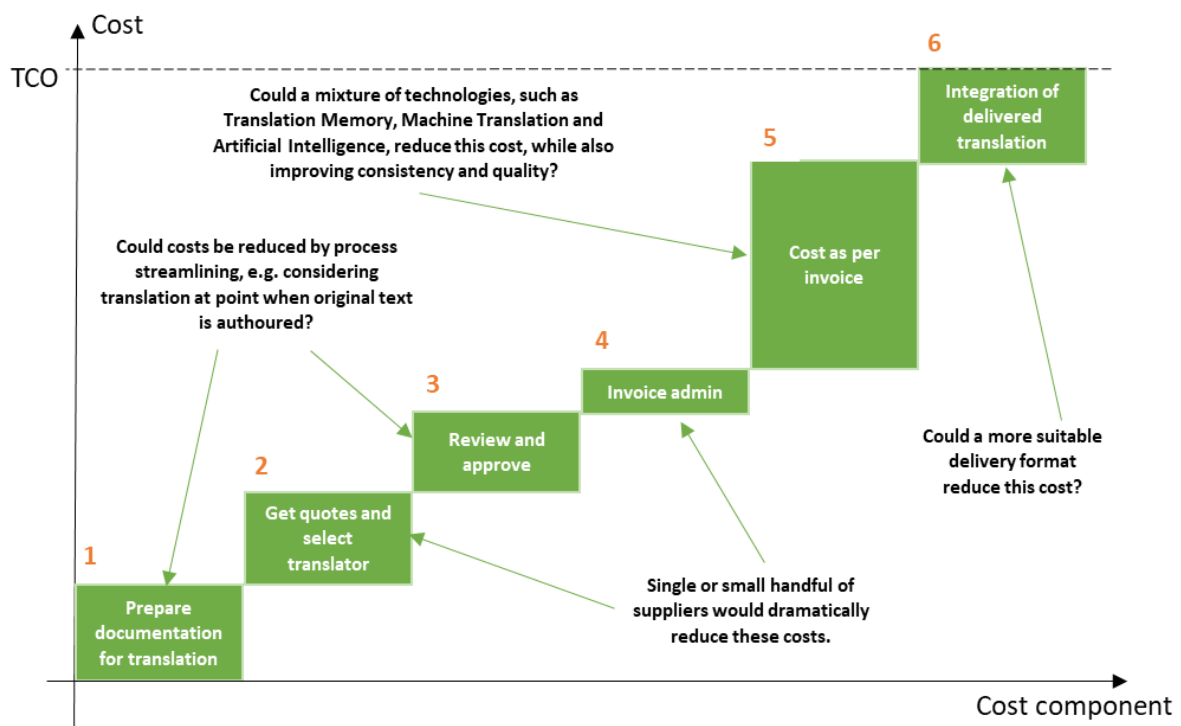 Cost
TCO
6
Integration of
delivered
translation
Could a mixture of technologies, such as
Translation Memory, Machine Translation and
Artificial Intelligence, reduce this cost, while also
improving consistency and quality?
5
Cost as per
invoice
Could costs be reduced by process
streamlining, e.g. considering
translation at point when original text
is authoured?
4
Invoice admin
3
Review and
approve
Could a more suitable
delivery format
reduce this cost?
2
Get quotes and
select
translator
1
Prepare
documentation
for translation
Single or small handful of
suppliers would dramatically
reduce these costs.
Cost component